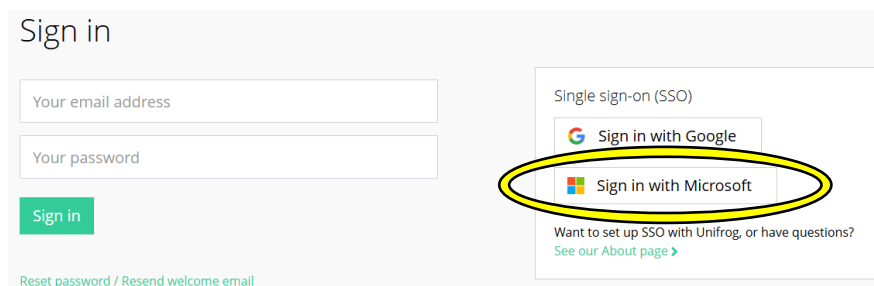 Sign in
Your email address
Your password
Sign in
Reset password / Resend welcome email
Single sign-on (SSO)
Sign in with Google
Sign in with Microsoft
Want to set up SSO with Unifrog, or have questions?
See our About page